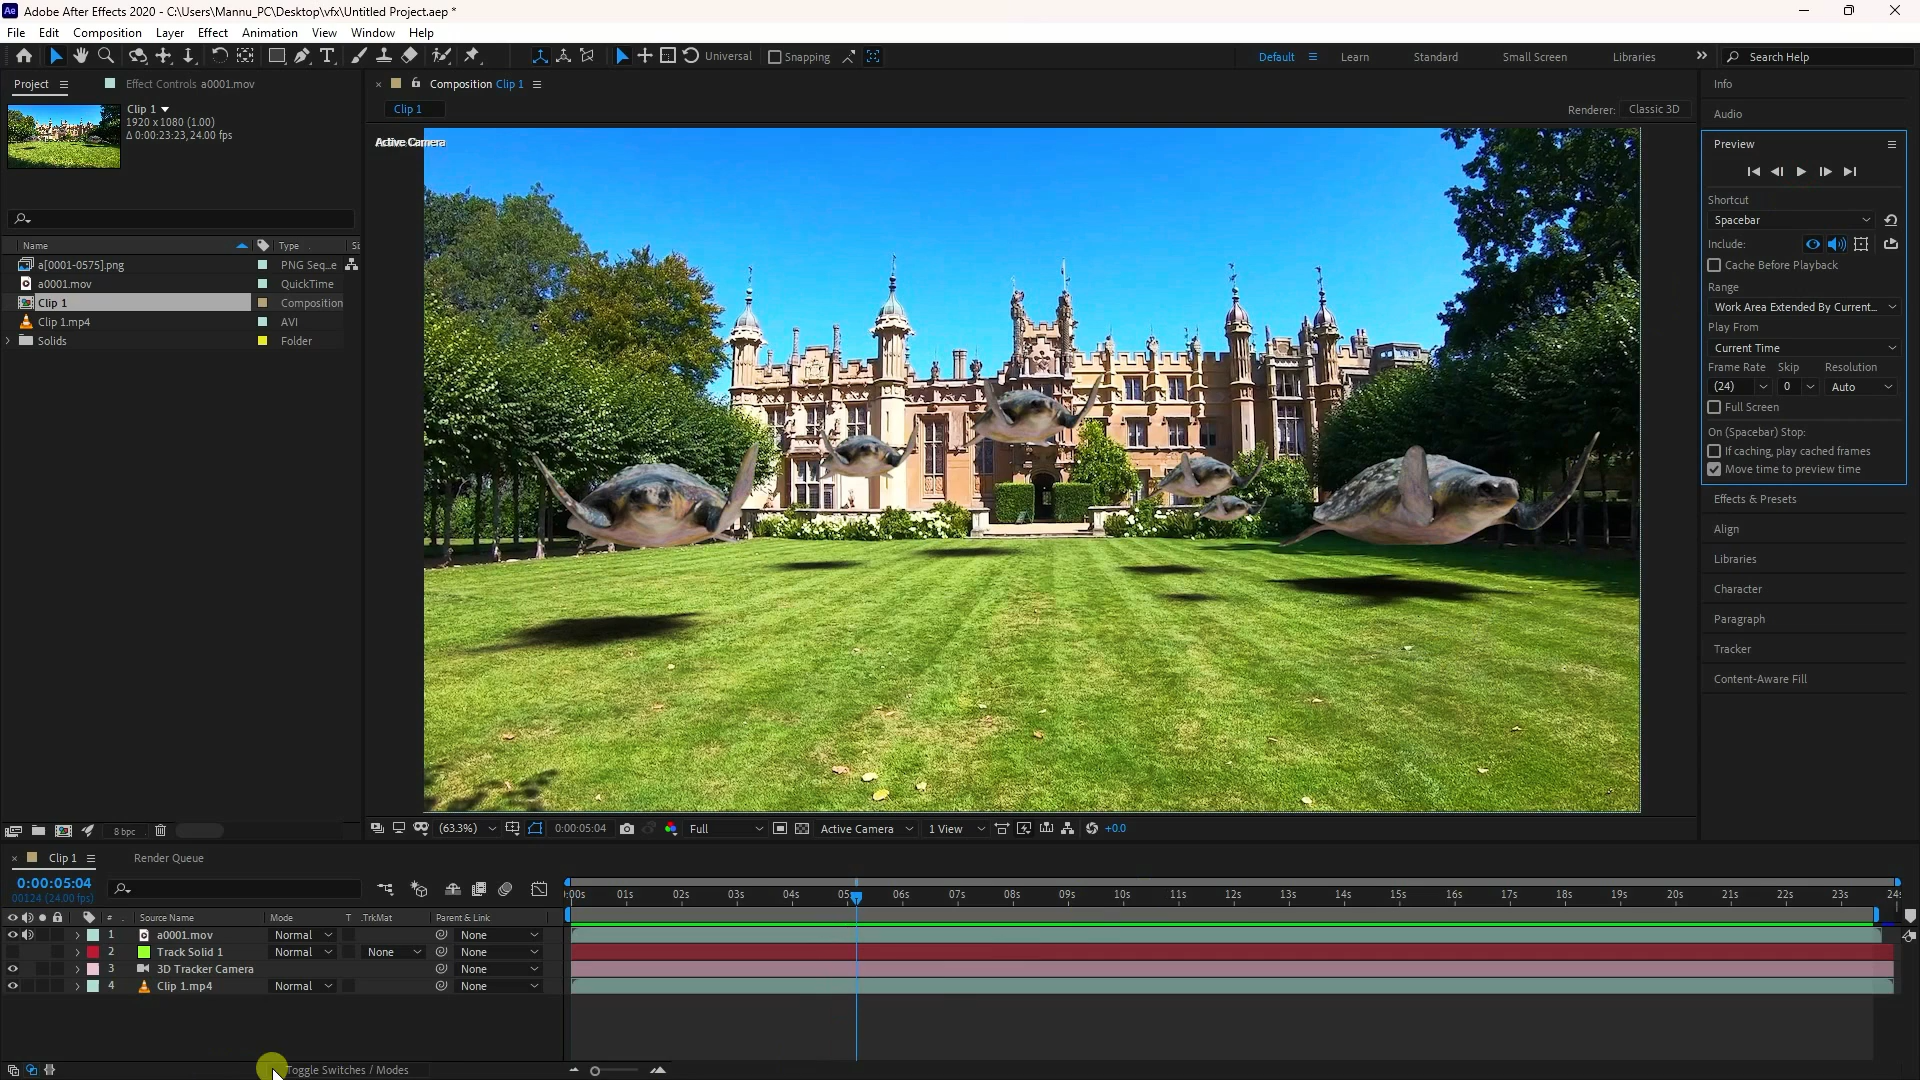 Ae Adobe After Effects 2020 - C:\Users\Mannu_PC\Desktop\vfx\Untitled Project.aep *
File Edit Composition Layer Effect Animation View Window Help
Universal Snapping Default Learn Standard Small Screen Libraries Search Help
Project Effect Controls a0001.mov
Composition Clip 1
Clip 1
1920 x 1080 (1.00)
Δ 0:00:23:23, 24.00 fps
Clip 1
Renderer: Classic 3D
Active Camera
Name Type Si
a[0001-0575].png PNG Seq...e
a0001.mov QuickTime
Clip 1 Composition
Clip 1.mp4 AVI
Solids Folder
8 bpc
(63.3%) 0:00:05:04 Full Active Camera 1 View +0.0
Info
Audio
Preview
Shortcut
Spacebar
Include:
Cache Before Playback
Range
Work Area Extended By Current...
Play From
Current Time
Frame Rate Skip Resolution
(24) 0 Auto
Full Screen
On (Spacebar) Stop:
If caching, play cached frames
Move time to preview time
Effects & Presets
Align
Libraries
Character
Paragraph
Tracker
Content-Aware Fill
Clip 1 Render Queue
0:00:05:04
00124 (24.00 fps)
:00s 01s 02s 03s 04s 05s 06s 07s 08s 09s 10s 11s 12s 13s 14s 15s 16s 17s 18s 19s 20s 21s 22s 23s 24s
# Source Name Mode T .TrkMat Parent & Link
1 a0001.mov Normal None
2 Track Solid 1 Normal None None
3 3D Tracker Camera None
4 Clip 1.mp4 Normal None
Toggle Switches / Modes